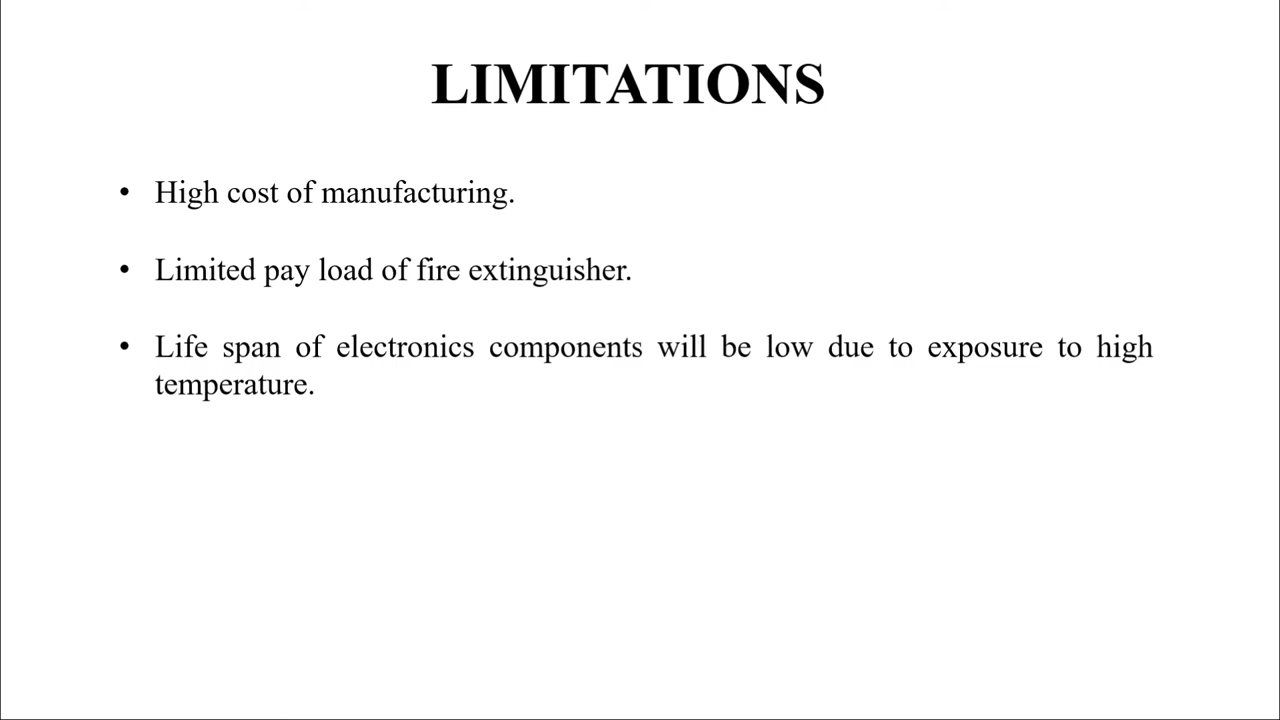 LIMITATIONS
• High cost of manufacturing.
• Limited pay load of fire extinguisher.
• Life span of electronics components will be low due to exposure to high
temperature.